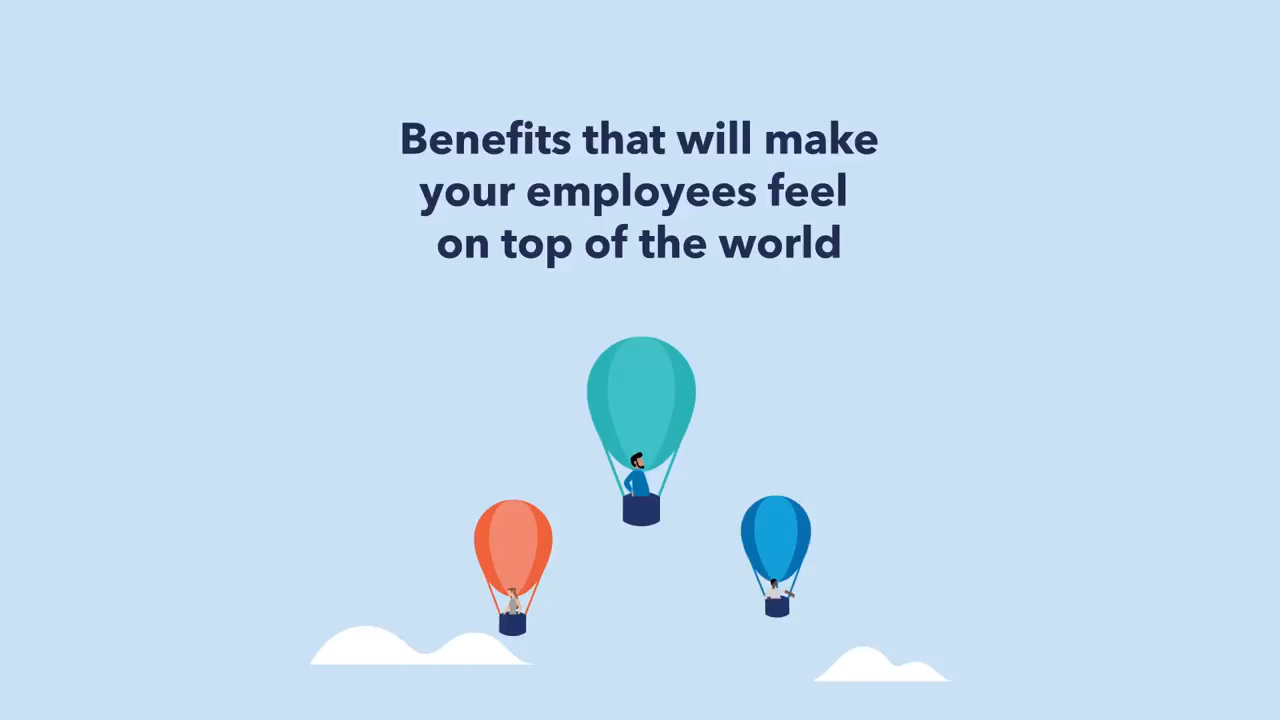 Benefits that will make
your employees feel
on top of the world